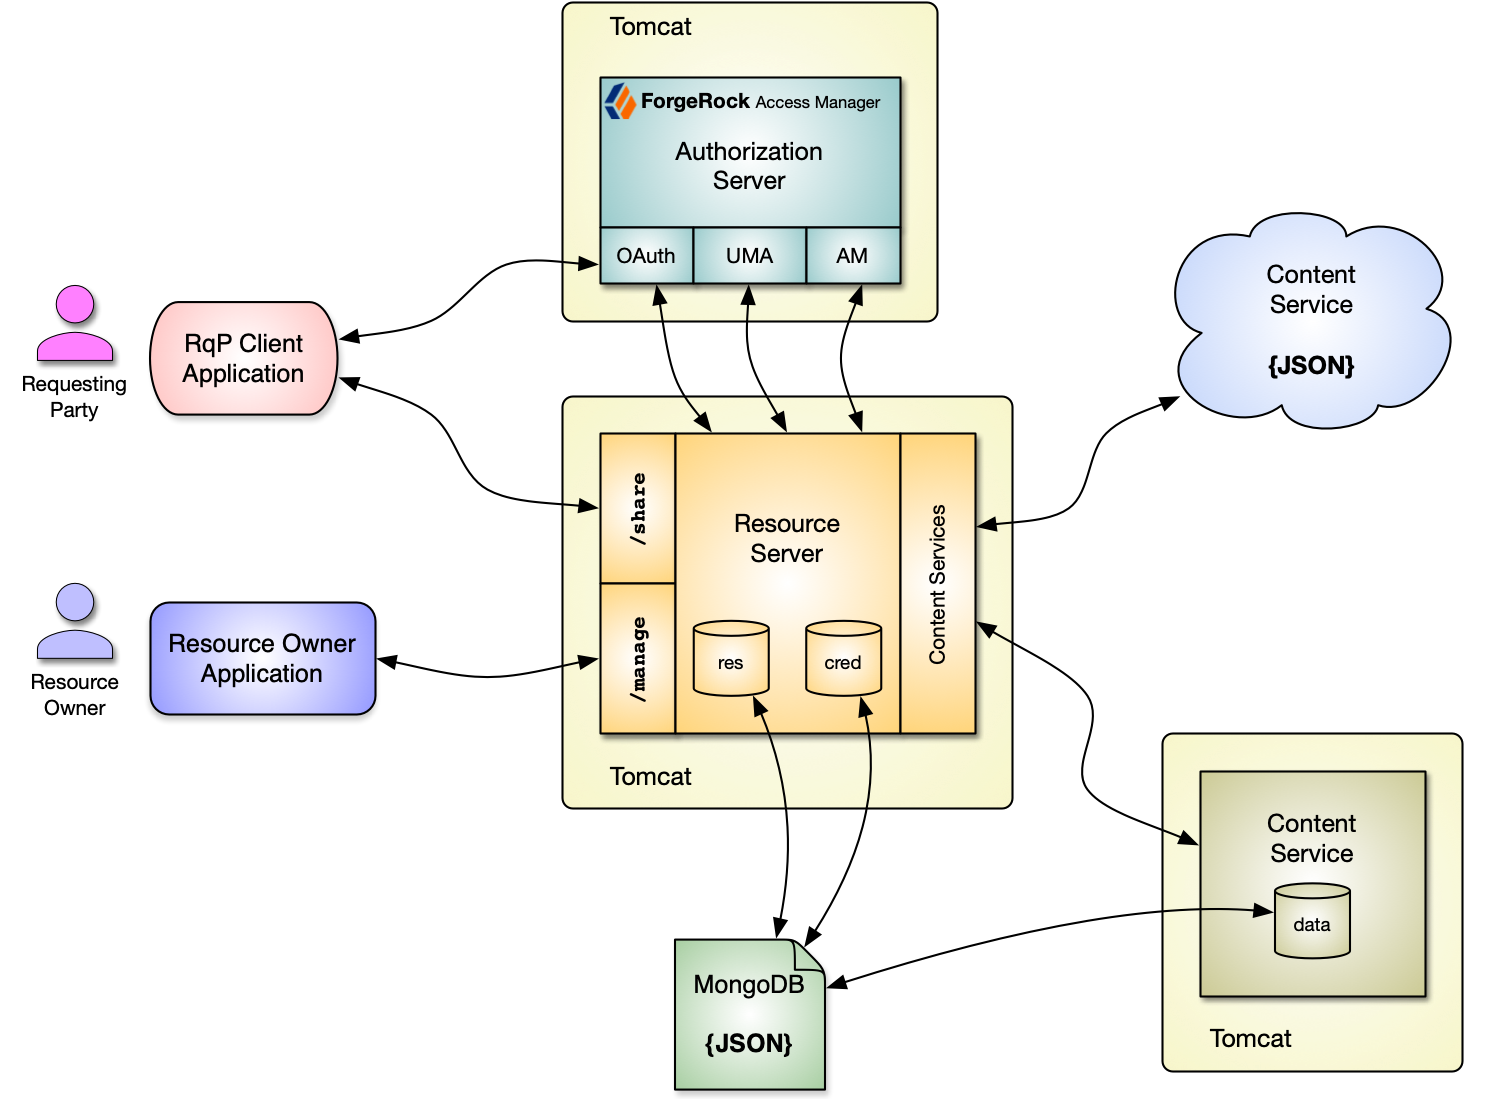 Tomcat
ForgeRock Access Manager
Authorization
Server
OAuth
UMA
AM
Content
Service
{JSON}
RqP Client
Application
Requesting
Party
/share
Resource
Server
Content Services
Resource Owner
Application
Resource
Owner
/manage
res
cred
Tomcat
Content
Service
data
Tomcat
MongoDB
{JSON}